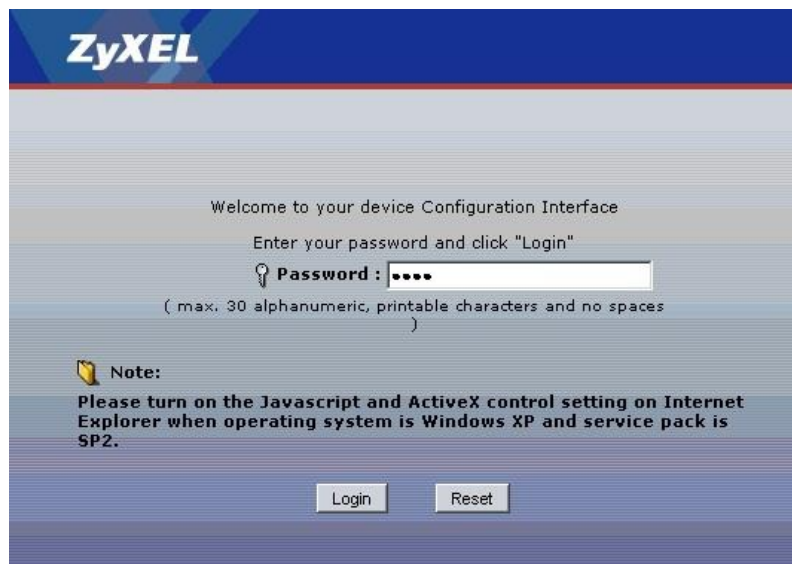 ZyXEL
Welcome to your device Configuration Interface
Enter your password and click "Login"
Password : ••••
( max. 30 alphanumeric, printable characters and no spaces
)
Note:
Please turn on the Javascript and ActiveX control setting on Internet
Explorer when operating system is Windows XP and service pack is
SP2.
Login Reset